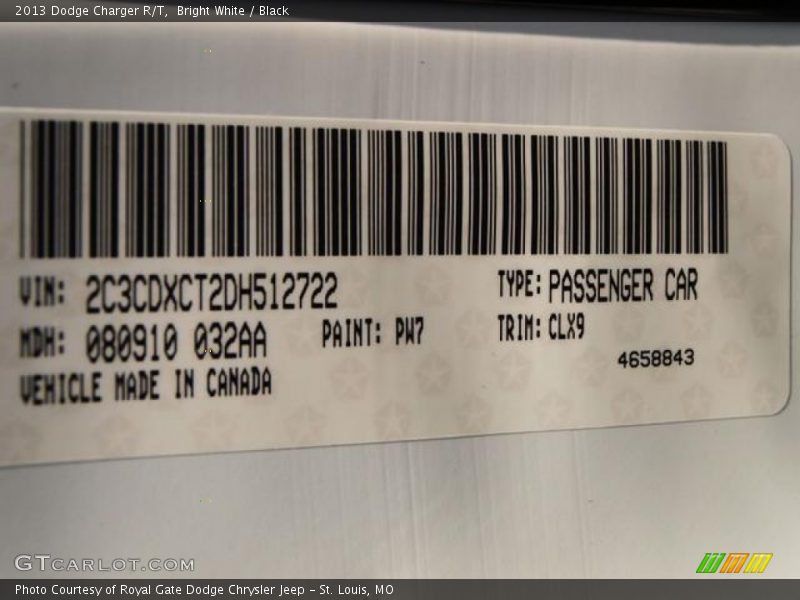 2013 Dodge Charger R/T,  Bright White / Black
VIN: 2C3CDXCT2DH512722
TYPE: PASSENGER CAR
MDH: 080910 032AA
PAINT: PW7
TRIM: CLX9
4658843
VEHICLE MADE IN CANADA
GTCARLOT.COM
Photo Courtesy of Royal Gate Dodge Chrysler Jeep – St. Louis, MO